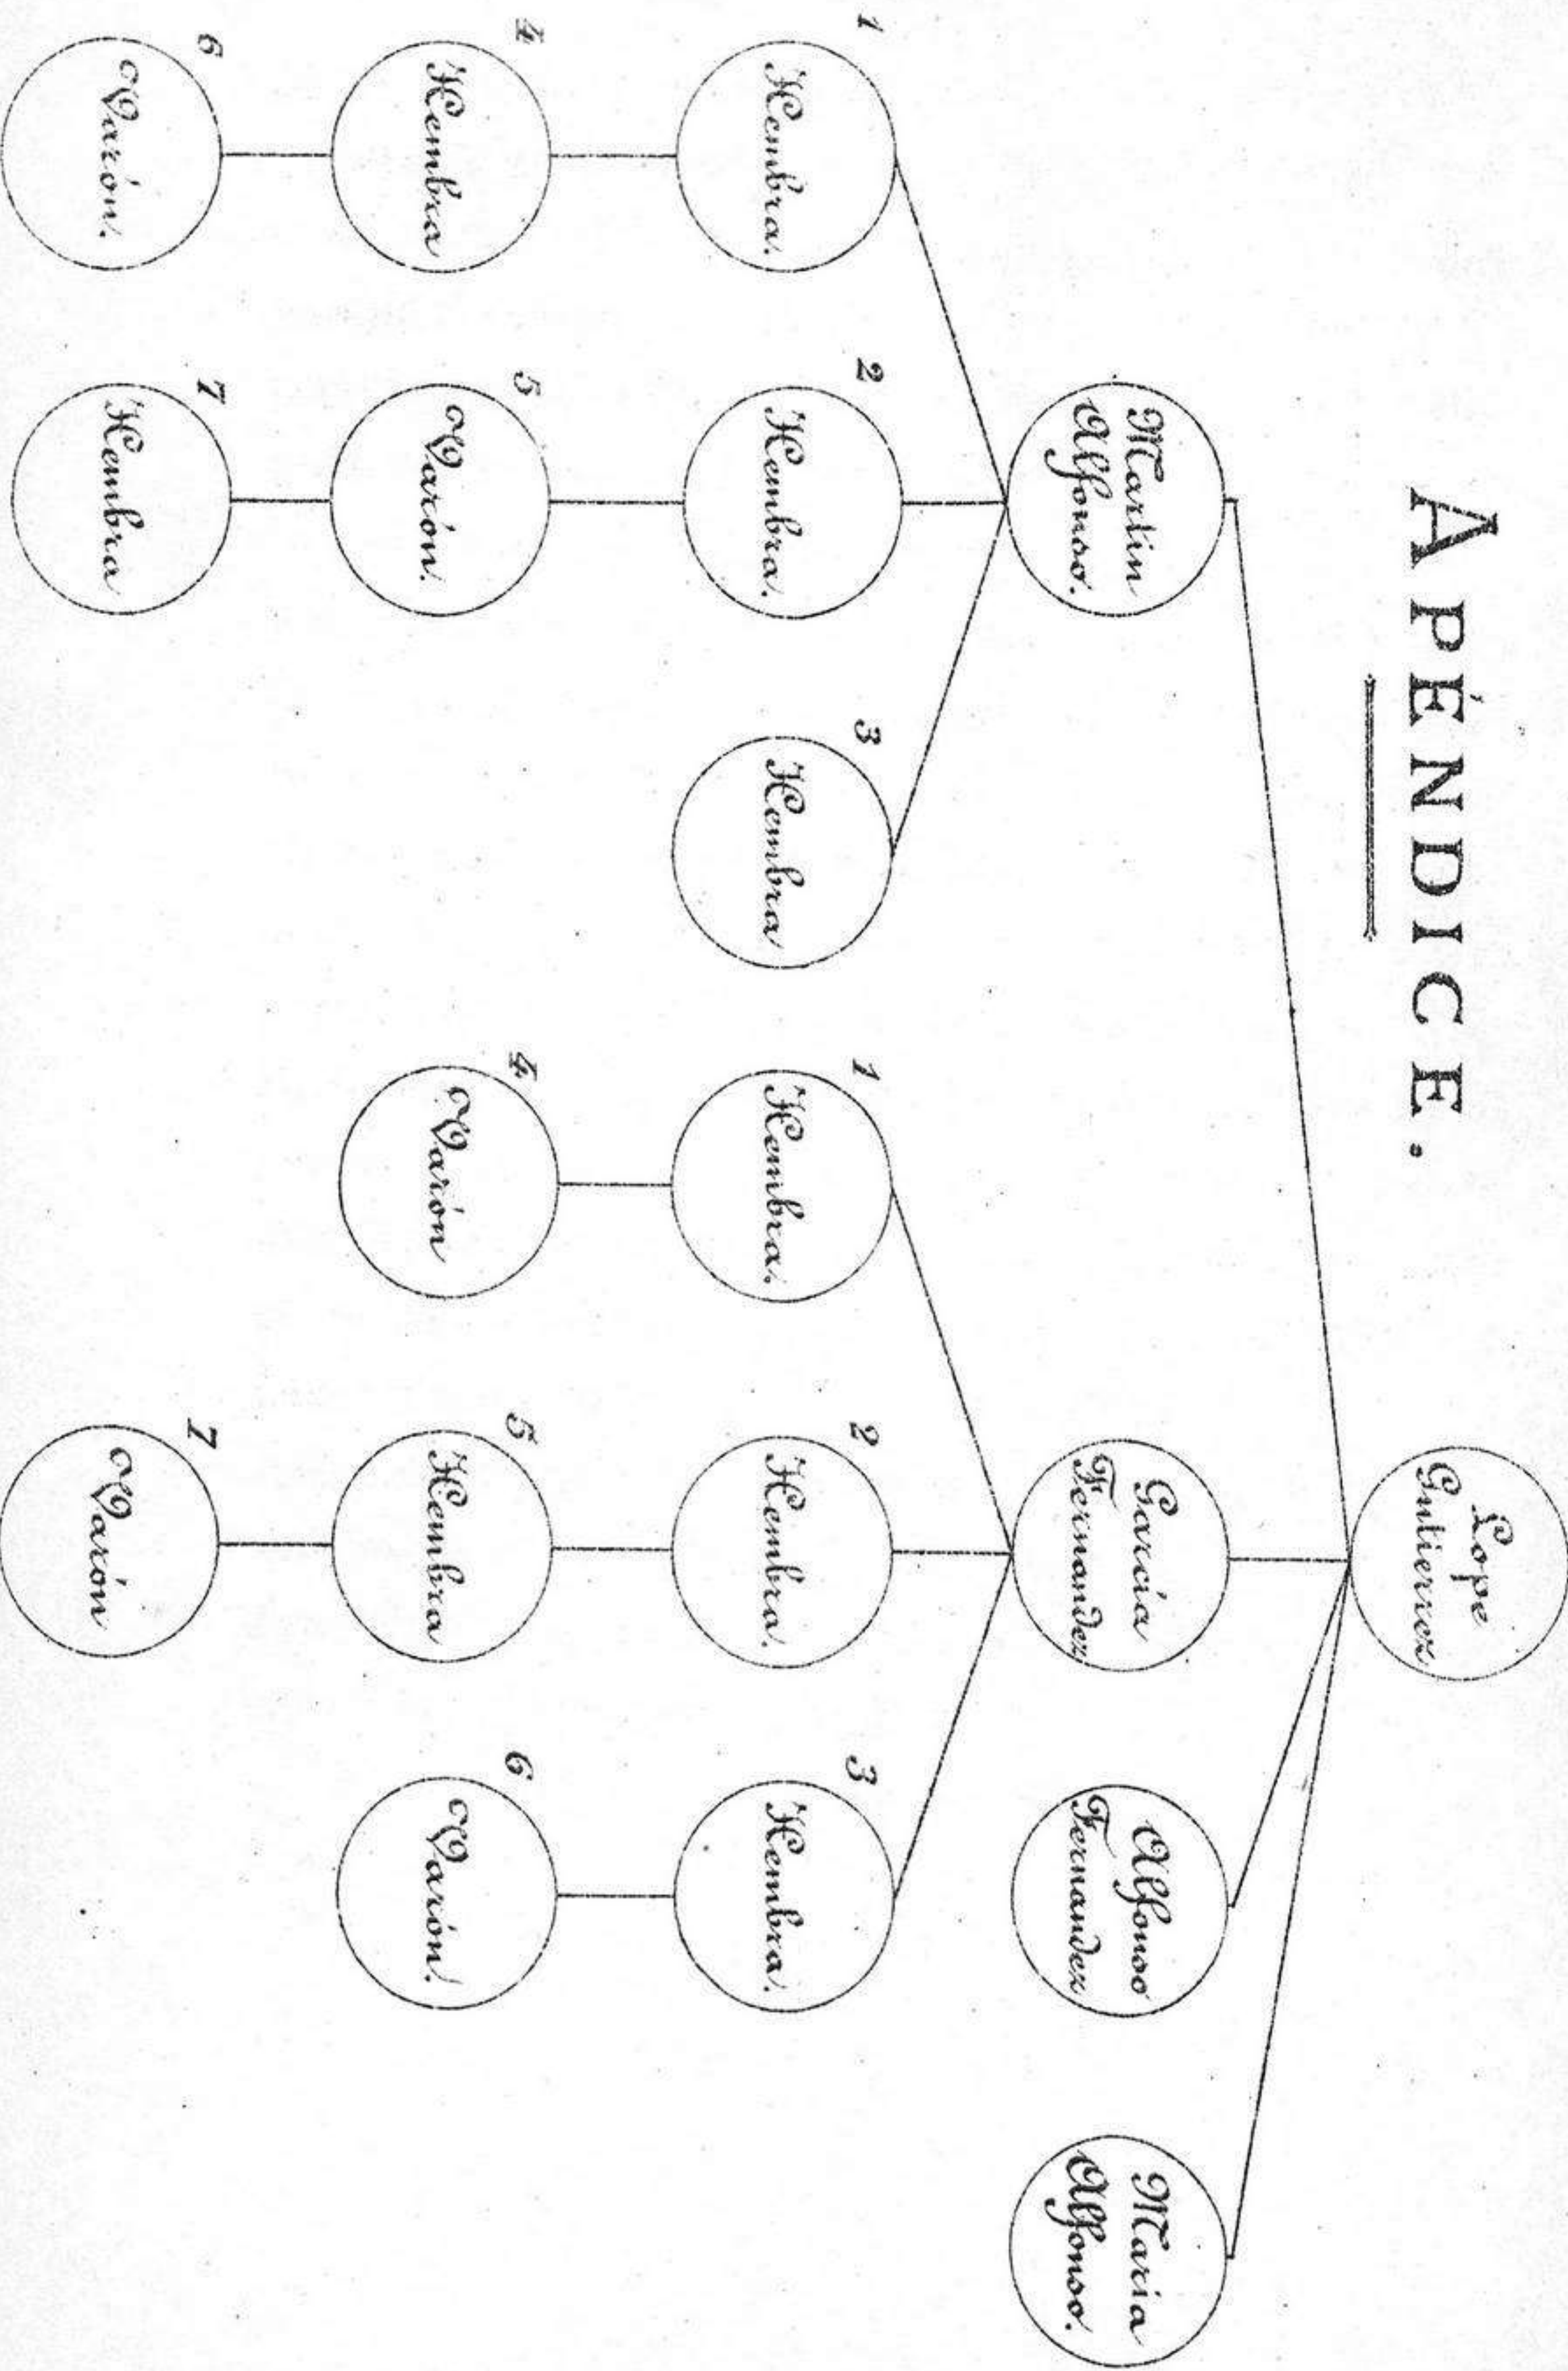 APÉNDICE.
Lope
Gutierrez
Martin
Alfonso.
García
Fernandez
Alfonso
Fernandez
Maria
Alfonso.
1
Hembra.
2
Hembra.
3
Hembra
1
Hembra.
2
Hembra.
3
Hembra.
4
Hembra
5
Varón.
4
Varón
5
Hembra
6
Varón.
6
Varón.
7
Hembra
7
Varón